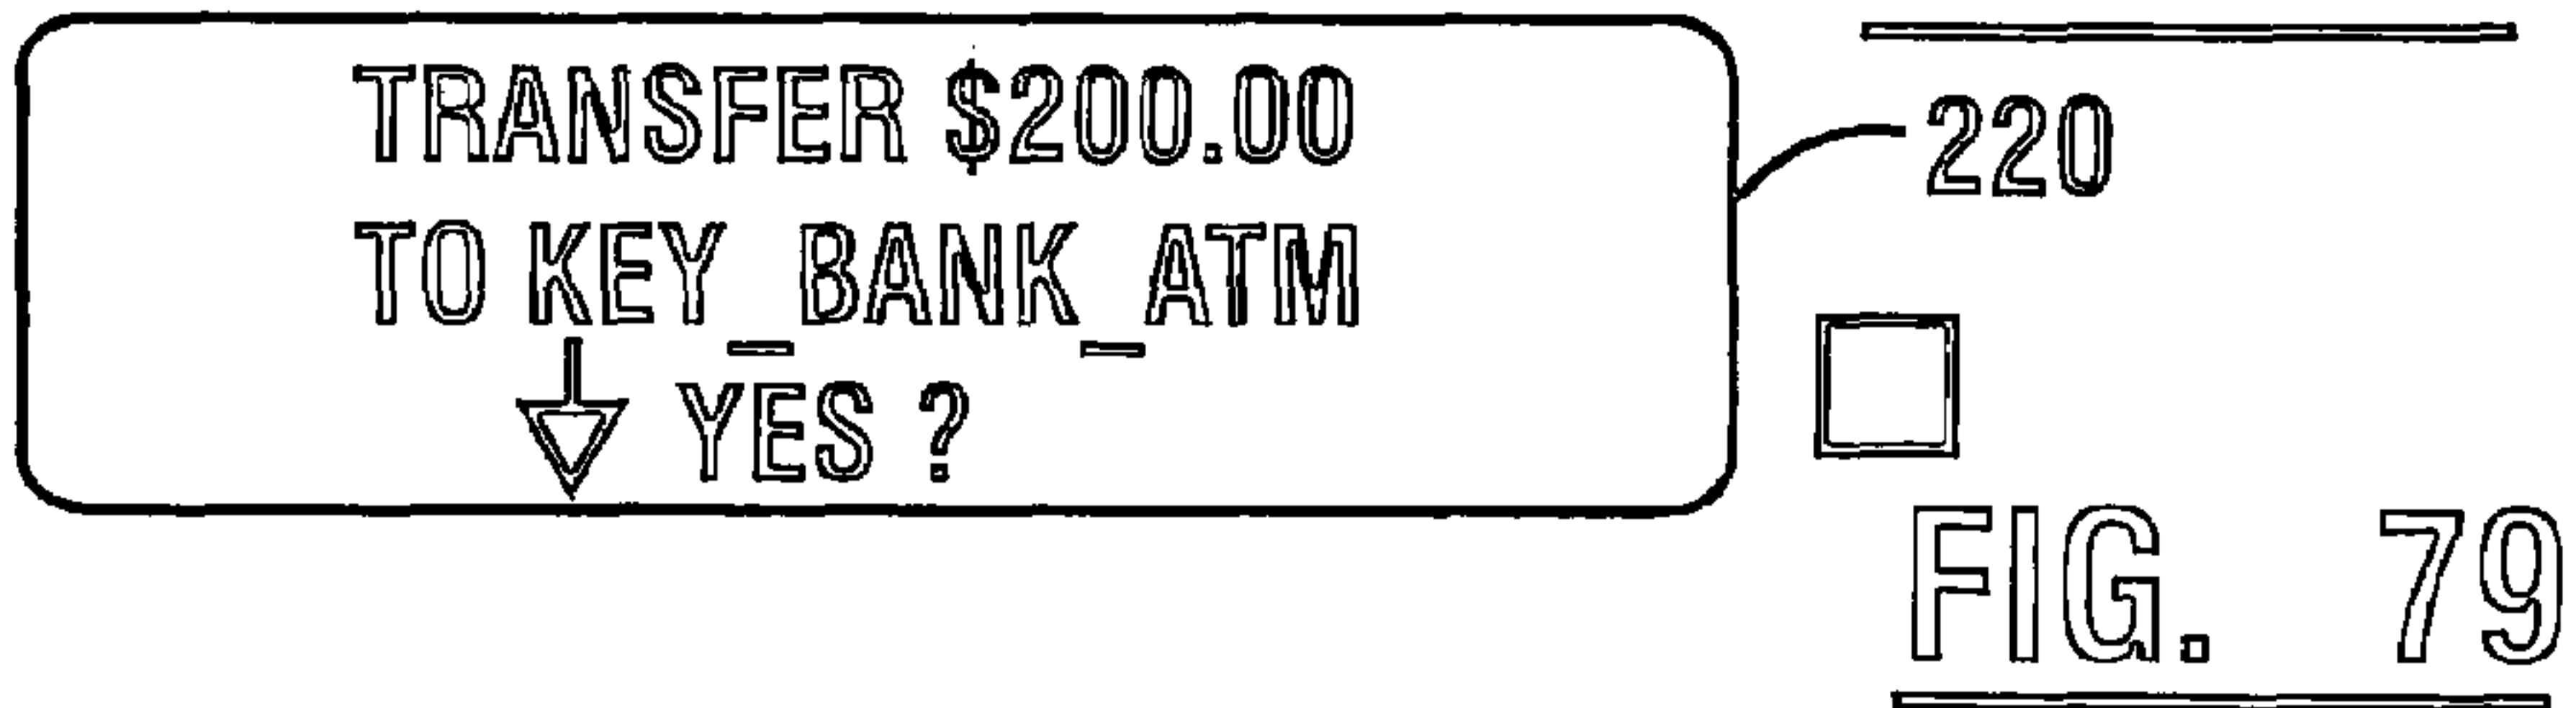 TRANSFER $200.00
TO KEY_BANK_ATM
YES ?
220
FIG. 79